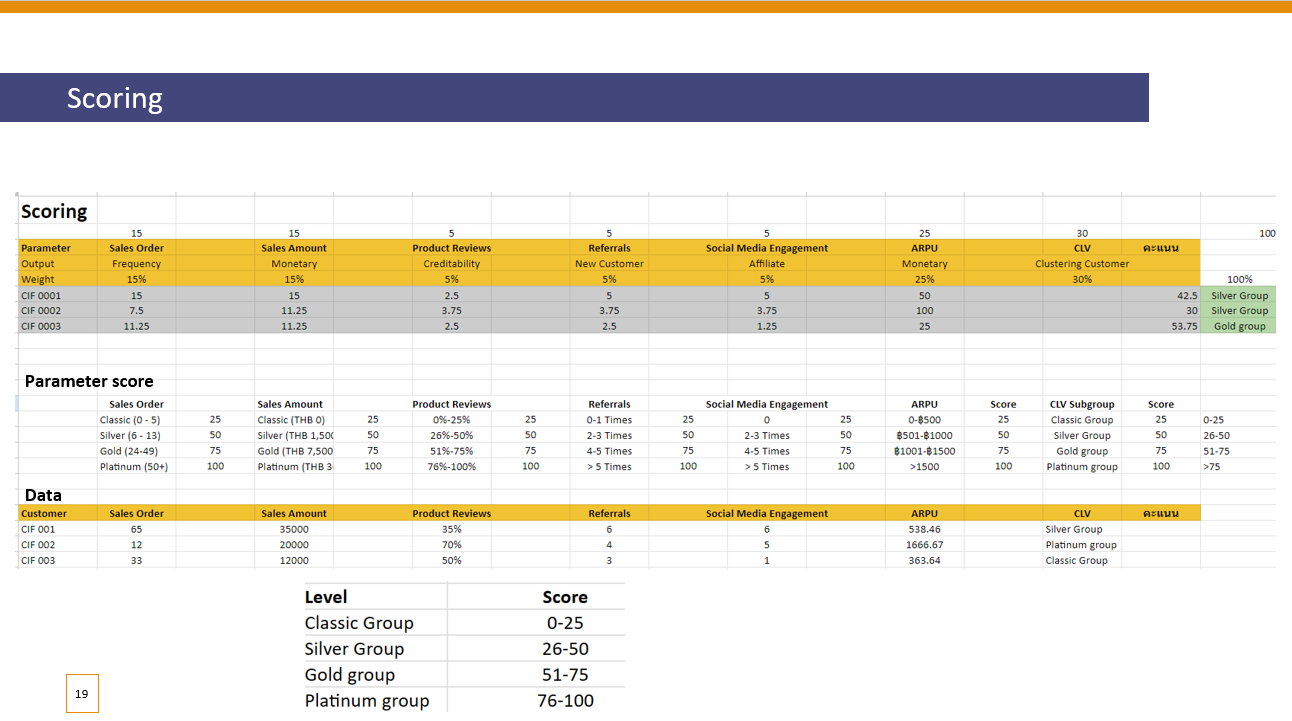 Scoring
Scoring
15 15 5 5 5 25 30 100
Parameter Sales Order Sales Amount Product Reviews Referrals Social Media Engagement ARPU CLV คะแนน
Output Frequency Monetary Creditability New Customer Affiliate Monetary Clustering Customer
Weight 15% 15% 5% 5% 5% 25% 30% 100%
CIF 0001 15 15 2.5 5 5 50 42.5 Silver Group
CIF 0002 7.5 11.25 3.75 3.75 3.75 100 30 Silver Group
CIF 0003 11.25 11.25 2.5 2.5 1.25 25 53.75 Gold group
Parameter score
Sales Order Sales Amount Product Reviews Referrals Social Media Engagement ARPU Score CLV Subgroup Score
Classic (0 - 5) 25 Classic (THB 0) 25 0%-25% 25 0-1 Times 25 0 25 0-฿500 25 Classic Group 25 0-25
Silver (6 - 13) 50 Silver (THB 1,500 50 26%-50% 50 2-3 Times 50 2-3 Times 50 ฿501-฿1000 50 Silver Group 50 26-50
Gold (24-49) 75 Gold (THB 7,500 75 51%-75% 75 4-5 Times 75 4-5 Times 75 ฿1001-฿1500 75 Gold group 75 51-75
Platinum (50+) 100 Platinum (THB 3 100 76%-100% 100 > 5 Times 100 > 5 Times 100 >1500 100 Platinum group 100 >75
Data
Customer Sales Order Sales Amount Product Reviews Referrals Social Media Engagement ARPU CLV คะแนน
CIF 001 65 35000 35% 6 6 538.46 Silver Group
CIF 002 12 20000 70% 4 5 1666.67 Platinum group
CIF 003 33 12000 50% 3 1 363.64 Classic Group
Level Score
Classic Group 0-25
Silver Group 26-50
Gold group 51-75
Platinum group 76-100
19